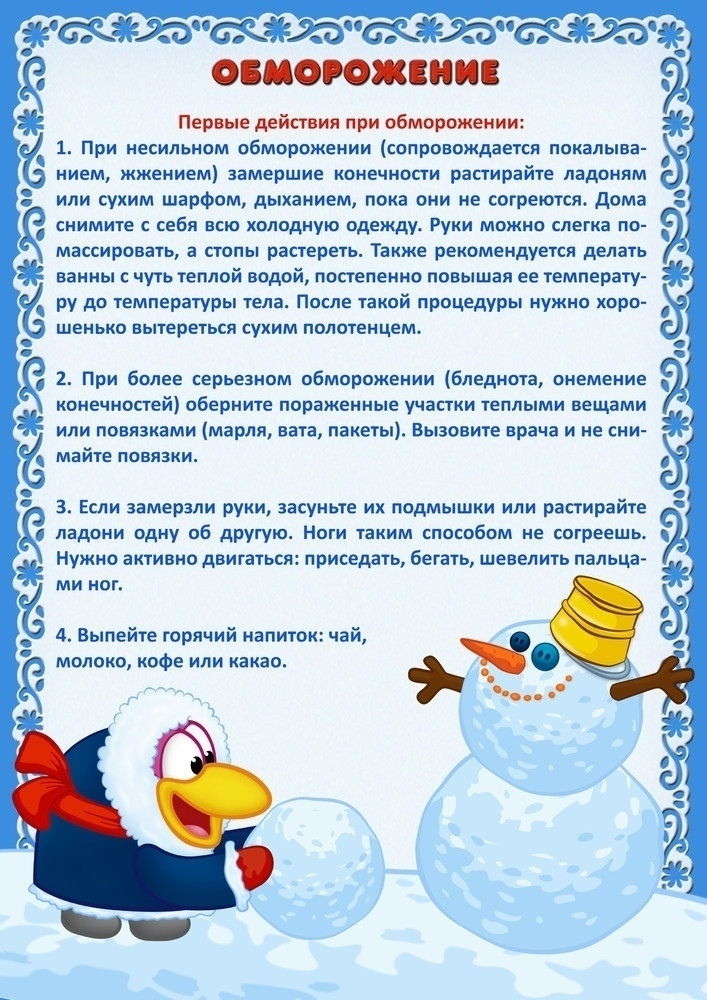 ОБМОРОЖЕНИЕ
Первые действия при обморожении:
1. При несильном обморожении (сопровождается покалыва-
нием, жжением) замершие конечности растирайте ладоням
или сухим шарфом, дыханием, пока они не согреются. Дома
снимите с себя всю холодную одежду. Руки можно слегка по-
массировать, а стопы растереть. Также рекомендуется делать
ванны с чуть теплой водой, постепенно повышая ее температу-
ру до температуры тела. После такой процедуры нужно хоро-
шенько вытереться сухим полотенцем.
2. При более серьезном обморожении (бледнота, онемение
конечностей) оберните пораженные участки теплыми вещами
или повязками (марля, вата, пакеты). Вызовите врача и не сни-
майте повязки.
3. Если замерзли руки, засуньте их подмышки или растирайте
ладони одну об другую. Ноги таким способом не согреешь.
Нужно активно двигаться: приседать, бегать, шевелить пальца-
ми ног.
4. Выпейте горячий напиток: чай,
молоко, кофе или какао.